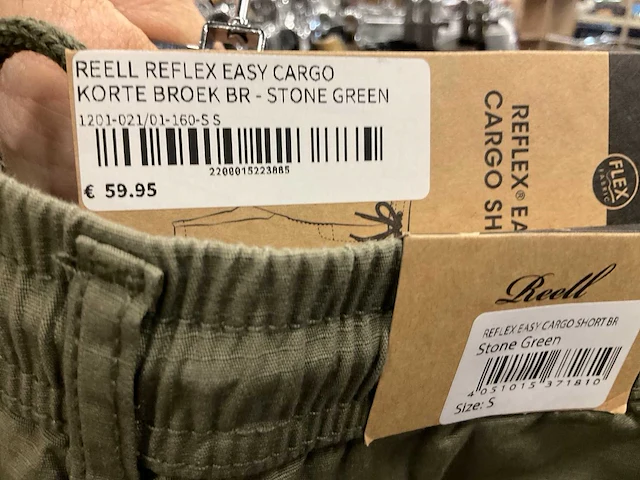 REELL REFLEX EASY CARGO
KORTE BROEK BR - STONE GREEN
1201-021/01-160-S S
2200015223885
€ 59.95
REFLEX® EA
CARGO SH
FLEX
FABRIC
Reell
REFLEX EASY CARGO SHORT BR
Stone Green
4 051015 371810
Size: S